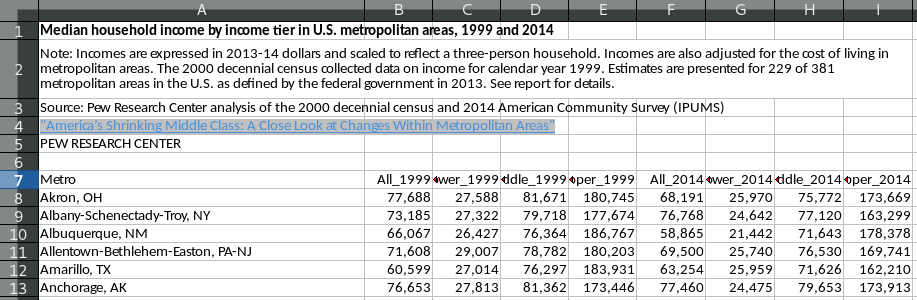 A B C D E F G H I
1 Median household income by income tier in U.S. metropolitan areas, 1999 and 2014
Note: Incomes are expressed in 2013-14 dollars and scaled to reflect a three-person household. Incomes are also adjusted for the cost of living in
2 metropolitan areas. The 2000 decennial census collected data on income for calendar year 1999. Estimates are presented for 229 of 381
metropolitan areas in the U.S. as defined by the federal government in 2013. See report for details.
3 Source: Pew Research Center analysis of the 2000 decennial census and 2014 American Community Survey (IPUMS)
4 "America's Shrinking Middle Class: A Close Look at Changes Within Metropolitan Areas"
5 PEW RESEARCH CENTER
6
7 Metro All_1999 wer_1999 ddle_1999 per_1999 All_2014 wer_2014 ddle_2014 per_2014
8 Akron, OH 77,688 27,588 81,671 180,745 68,191 25,970 75,772 173,669
9 Albany-Schenectady-Troy, NY 73,185 27,322 79,718 177,674 76,768 24,642 77,120 163,299
10 Albuquerque, NM 66,067 26,427 76,364 186,767 58,865 21,442 71,643 178,378
11 Allentown-Bethlehem-Easton, PA-NJ 71,608 29,007 78,782 180,203 69,500 25,740 76,530 169,741
12 Amarillo, TX 60,599 27,014 76,297 183,931 63,254 25,959 71,626 162,210
13 Anchorage, AK 76,653 27,813 81,362 173,446 77,460 24,875 79,653 173,913